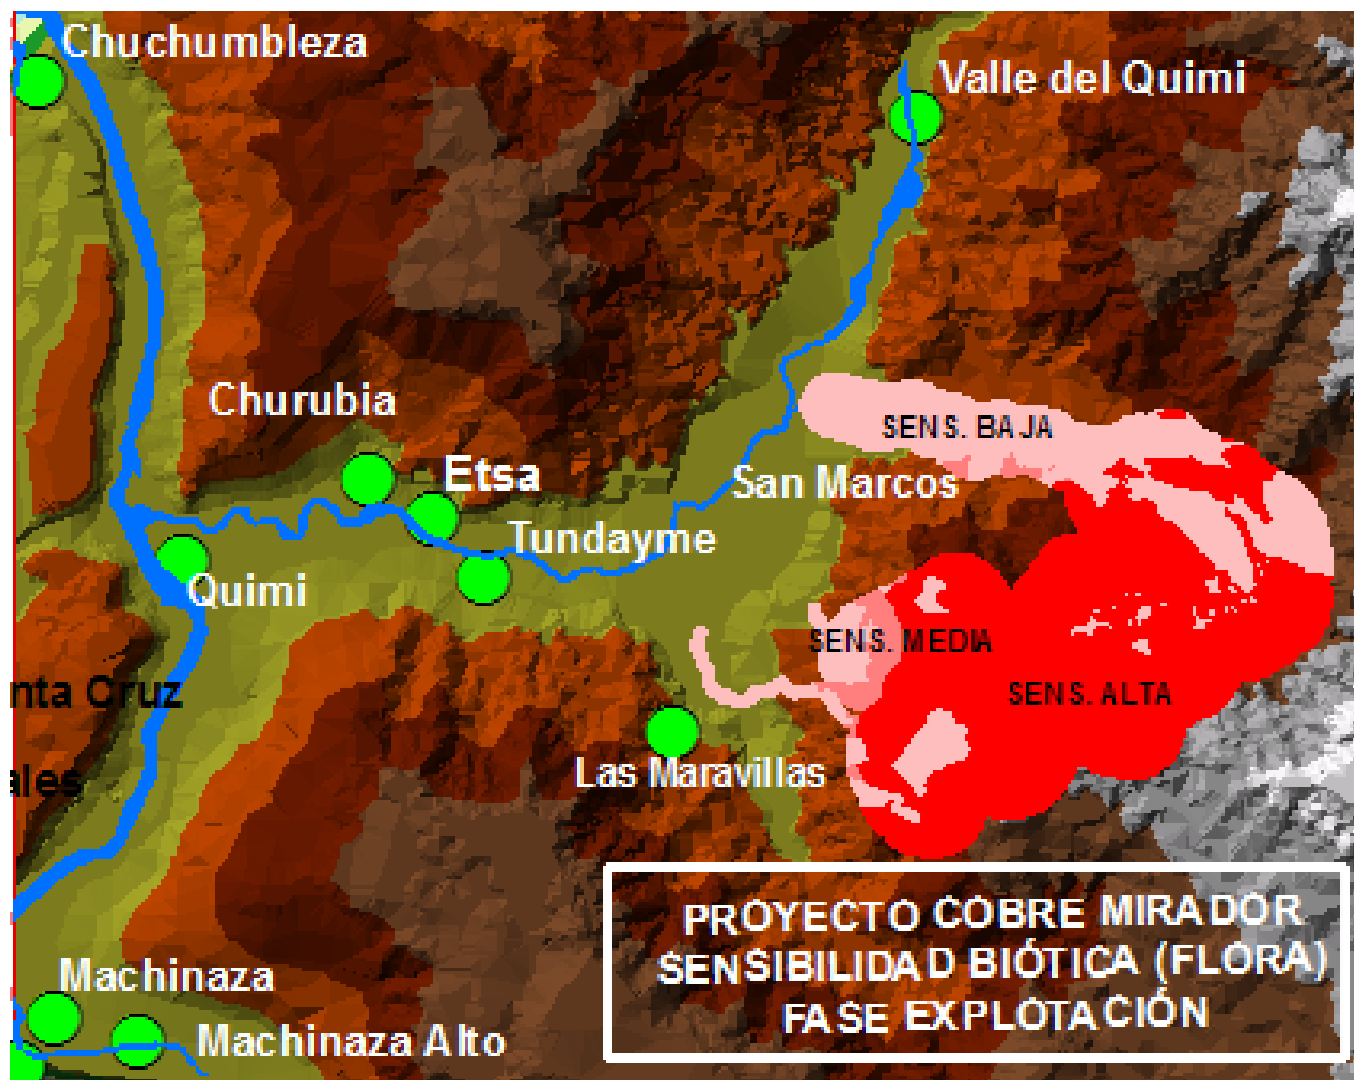 Chuchumbleza
Valle del Quimi
Churubia
SENS. BAJA
Etsa
San Marcos
Tundayme
Quimi
SENS. MEDIA
nta Cruz
SENS. ALTA
ales
Las Maravillas
PROYECTO COBRE MIRADOR
SENSIBILIDAD BIÓTICA (FLORA)
FASE EXPLOTACIÓN
Machinaza
Machinaza Alto